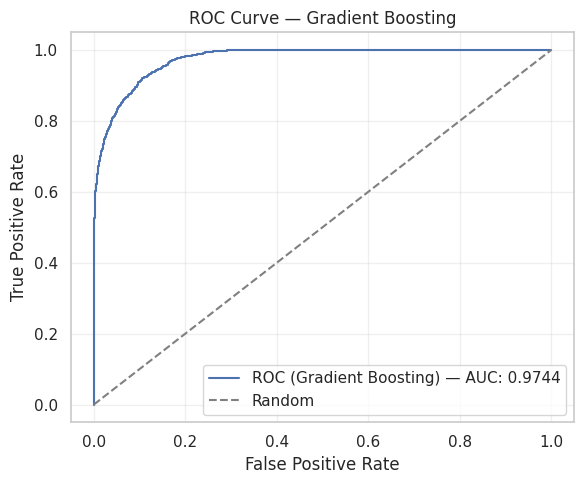 ROC Curve — Gradient Boosting
1.0
0.8
0.6
0.4
0.2
0.0
True Positive Rate
0.0 0.2 0.4 0.6 0.8 1.0
False Positive Rate
ROC (Gradient Boosting) — AUC: 0.9744
Random